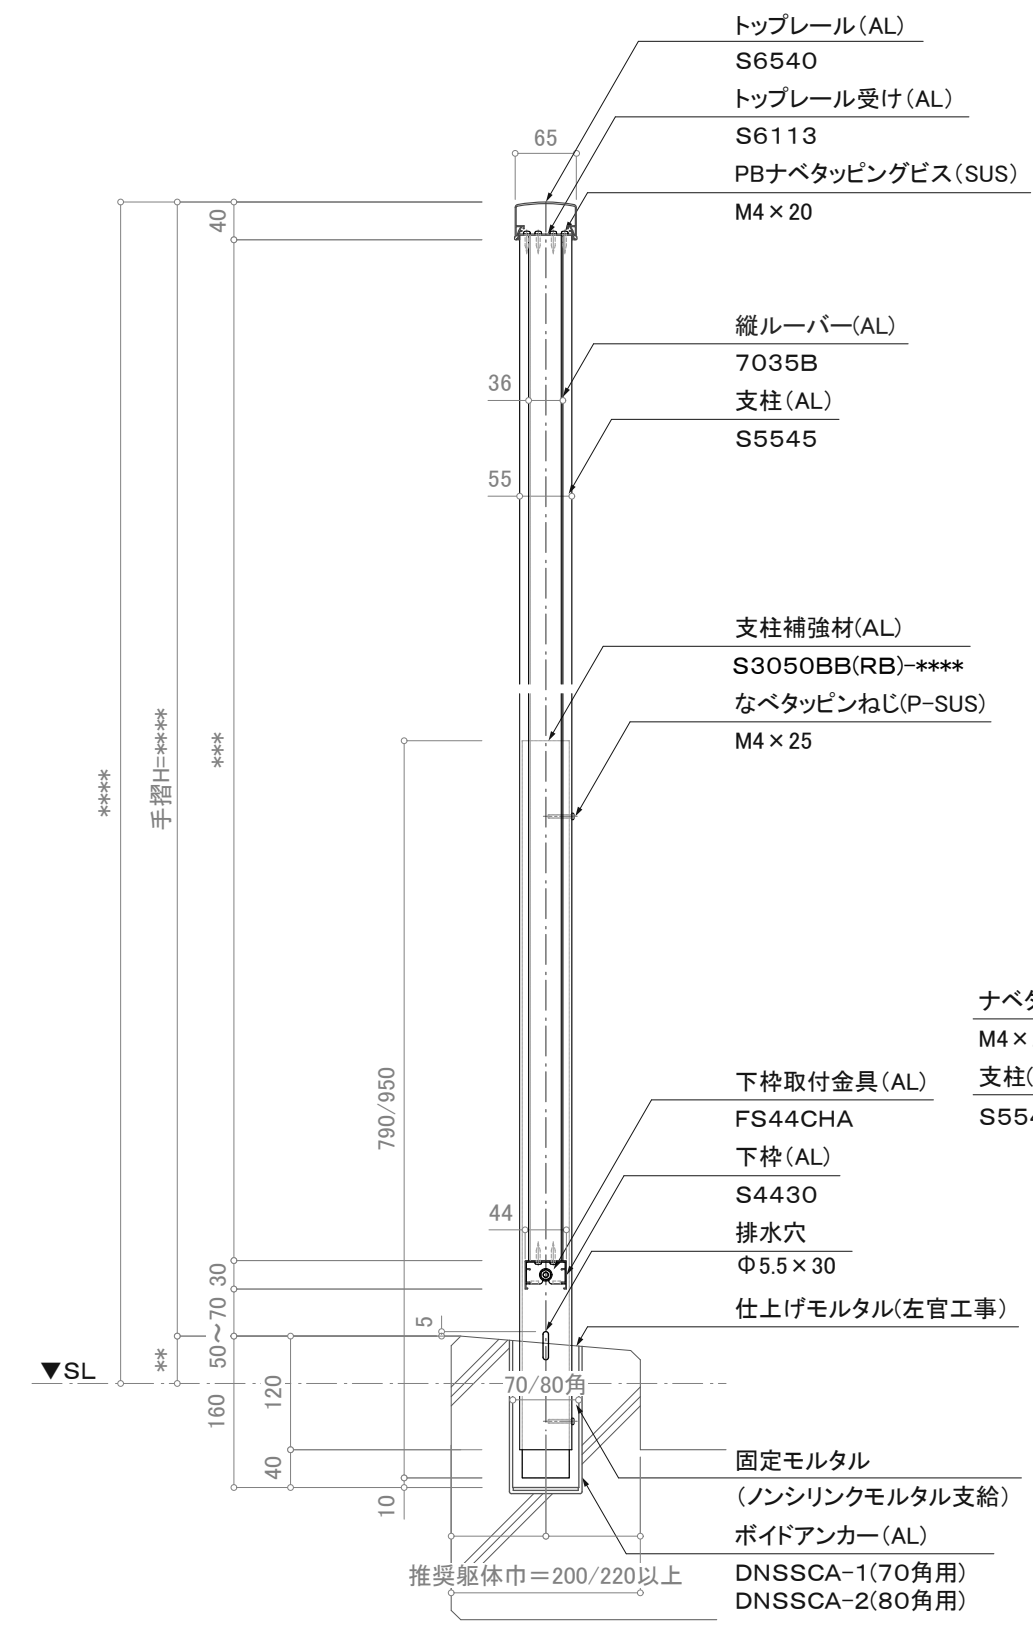 トップレール(AL)
S6540
トップレール受け(AL)
S6113
PBナベタッピングビス(SUS)
M4×20
65
40
縦ルーバー(AL)
7035B
36
支柱(AL)
S5545
55
支柱補強材(AL)
S3050BB(RB)-****
なべタッピンねじ(P-SUS)
M4×25
****
手摺H=****
***
790/950
ナベタ
M4×
支柱(
S554
下枠取付金具(AL)
FS44CHA
下枠(AL)
S4430
44
排水穴
Φ5.5×30
30
仕上げモルタル(左官工事)
50~70
5
**
▼SL
70/80角
160
120
40
10
固定モルタル
(ノンシリンクモルタル支給)
ボイドアンカー(AL)
DNSSCA-1(70角用)
DNSSCA-2(80角用)
推奨躯体巾=200/220以上